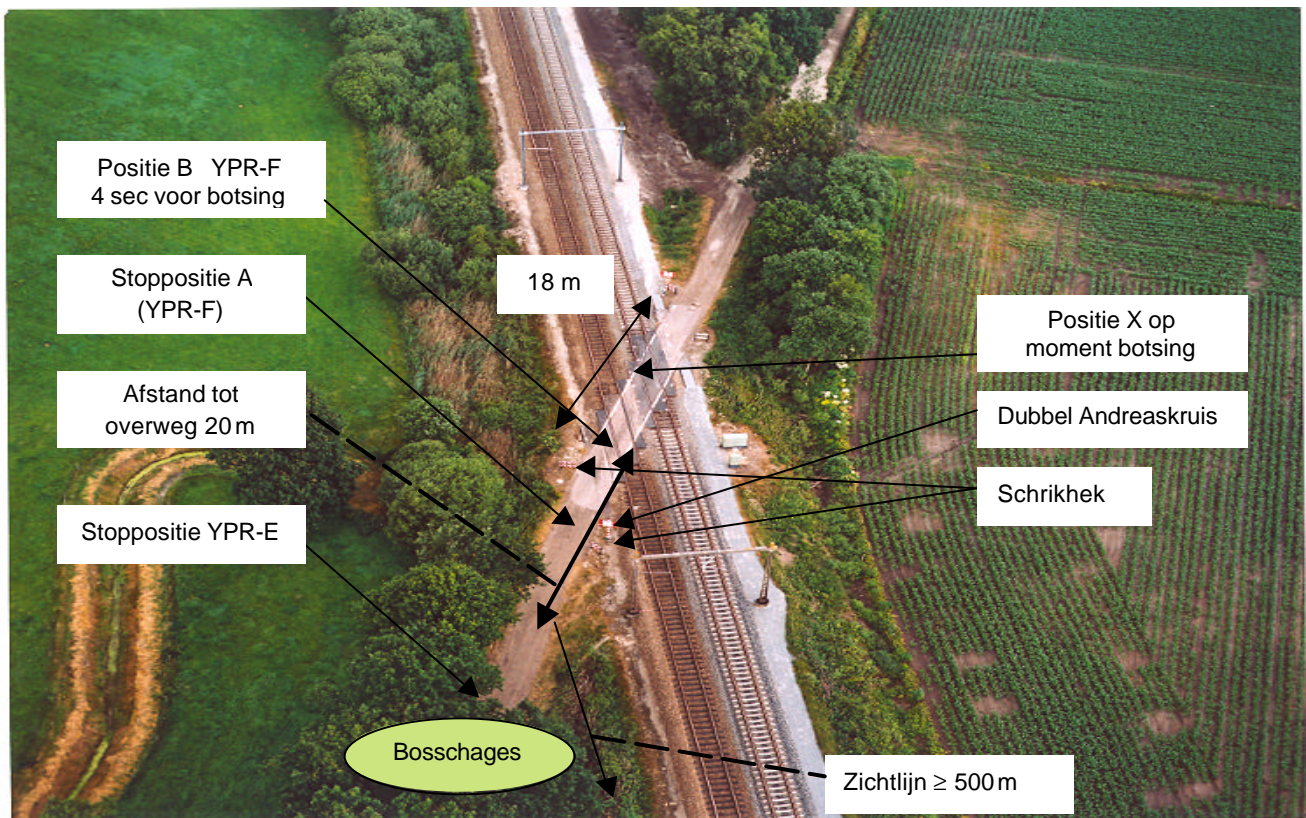 Positie B YPR-F
4 sec voor botsing
Stoppositie A
(YPR-F)
Afstand tot
overweg 20 m
Stoppositie YPR-E
18 m
Positie X op
moment botsing
Dubbel Andreaskruis
Schrikhek
Bosschages
Zichtlijn ≥ 500 m